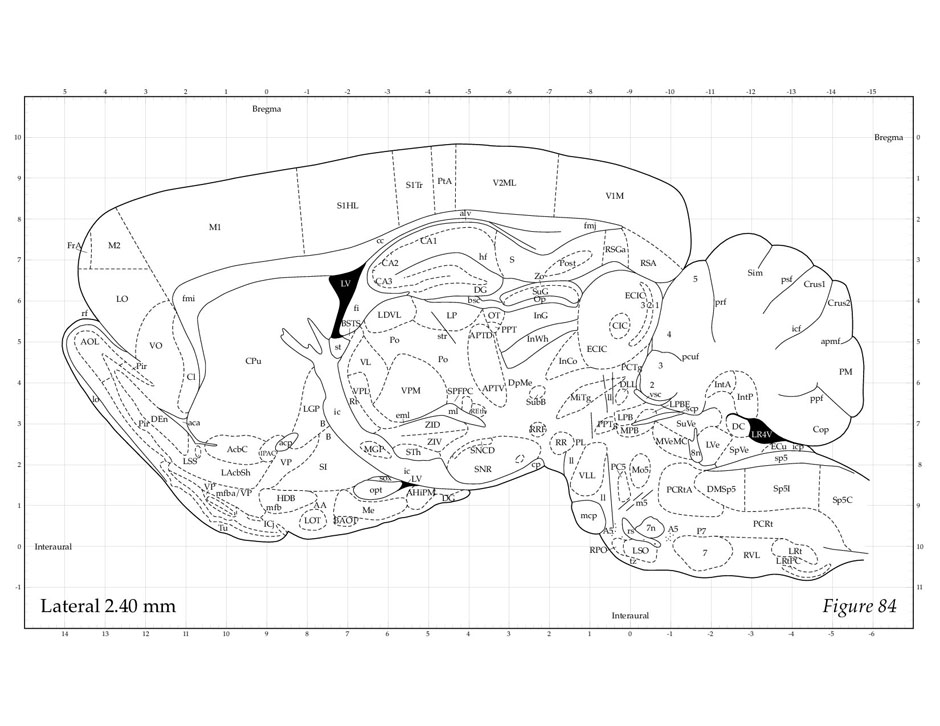 5 4 3 2 1 0 -1 -2 -3 -4 -5 -6 -7 -8 -9 -10 -11 -12 -13 -14 -15
Bregma
10 Bregma 0
9 1
V2ML
PtA
S1Tr
V1M
S1HL
8 alv 2
M1
fmj
cc CA1
FrA M2 RSGa
hf S
7 CA2 Zo Post RSA 3
Sim
LV CA3 5 psf Crus1
DG SuG
LO fmi bsc Op ECIC prf Crus2
6 fi 3 2 1 4
rf LDVL LP OT InG
BSTS CIC icf
PPT 4
AOL Po str APTD InWh apmf
5 VO st ECIC 5
pcuf
CPu VL Po InCo
Pir PCTg 3 PM
Cl DpMe DLL 2 IntA
4 VPL VPM SPFPC APTV 6
lo Rt SubB MiTg ll vsc IntP ppf
LGP ic ml LPBE scp
DEn eml LPB
Pir aca B ZID PPTg SuVe DC Cop
3 RRF MPB LR4V 7
B ZIV RR PL MVeMC
AcbC acp LVe ECu icp
IPAC MGP STh SNCD 8n SpVe
LSS VP SI ll sp5
2 LAcbSh ic SNR cp PC5 Mo5 8
sox LV VLL
VP
mfba/VP opt AHiPM PCRtA DMSp5 Sp5I
HDB DG ll m5 Sp5C
1 mfb AA Me 9
mcp
Tu ICj LOT BAOP A5 rs 7n A5 P7 PCRt
Interaural 0 RPO LSO 7 RVL LRt 10
LRtPC
fz
-1 11
Lateral 2.40 mm Interaural Figure 84
14 13 12 11 10 9 8 7 6 5 4 3 2 1 0 -1 -2 -3 -4 -5 -6